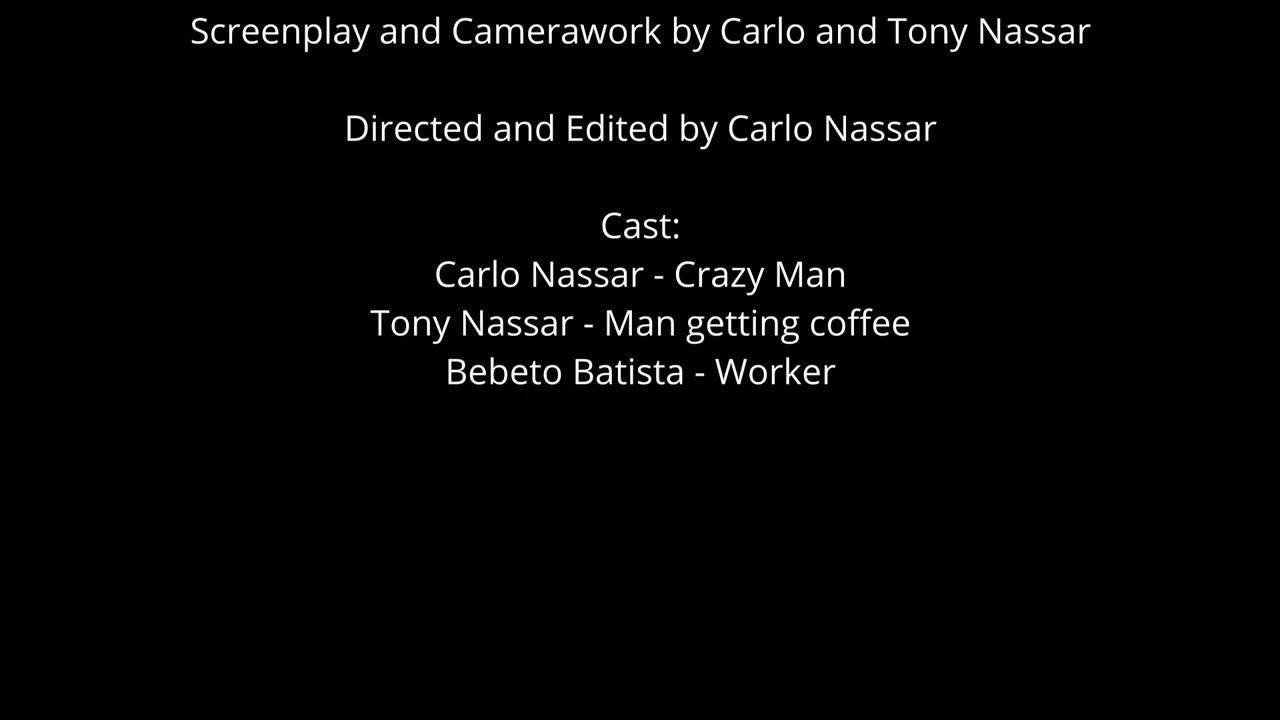 Screenplay and Camerawork by Carlo and Tony Nassar
Directed and Edited by Carlo Nassar
Cast:
Carlo Nassar - Crazy Man
Tony Nassar - Man getting coffee
Bebeto Batista - Worker